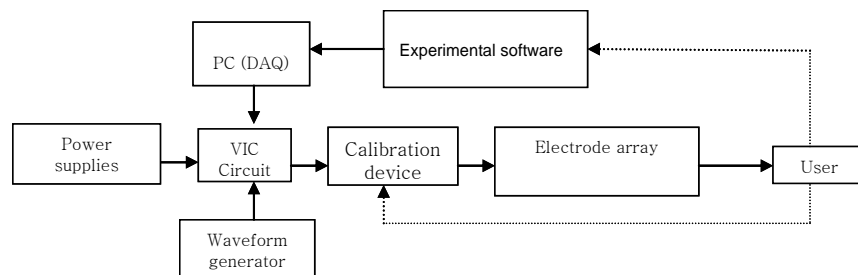 PC (DAQ)
Experimental software
Power
supplies
VIC
Circuit
Calibration
device
Electrode array
User
Waveform
generator